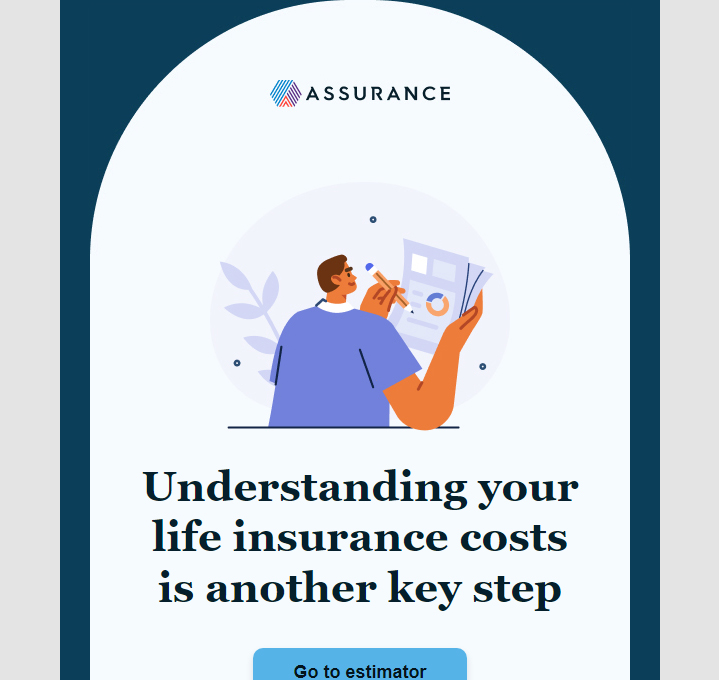 ASSURANCE
Understanding your
life insurance costs
is another key step
Go to estimator